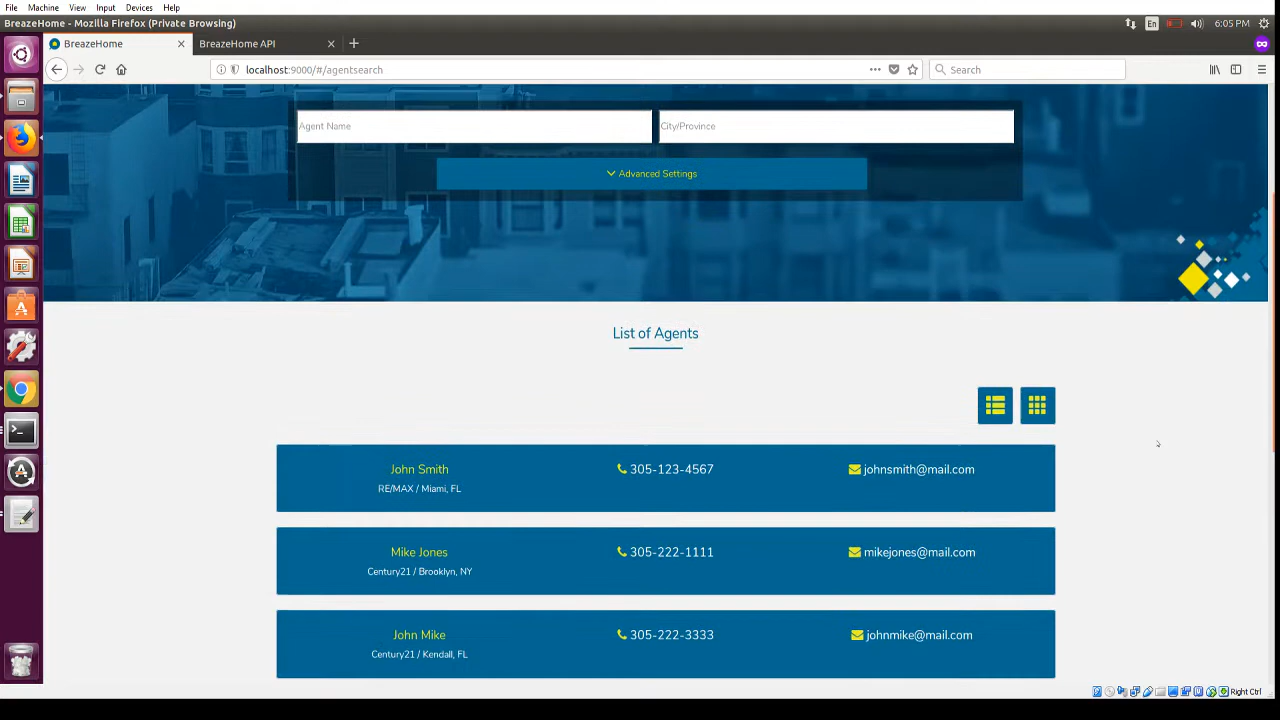 File Machine View Input Devices Help
BreazeHome - Mozilla Firefox (Private Browsing)
En
6:05 PM
BreazeHome
BreazeHome API
localhost:9000/#/agentsearch
Search
Agent Name
City/Province
Advanced Settings
List of Agents
John Smith 305-123-4567 johnsmith@mail.com
RE/MAX / Miami, FL
Mike Jones 305-222-1111 mikejones@mail.com
Century21 / Brooklyn, NY
John Mike 305-222-3333 johnmike@mail.com
Century21 / Kendall, FL
Right Ctrl